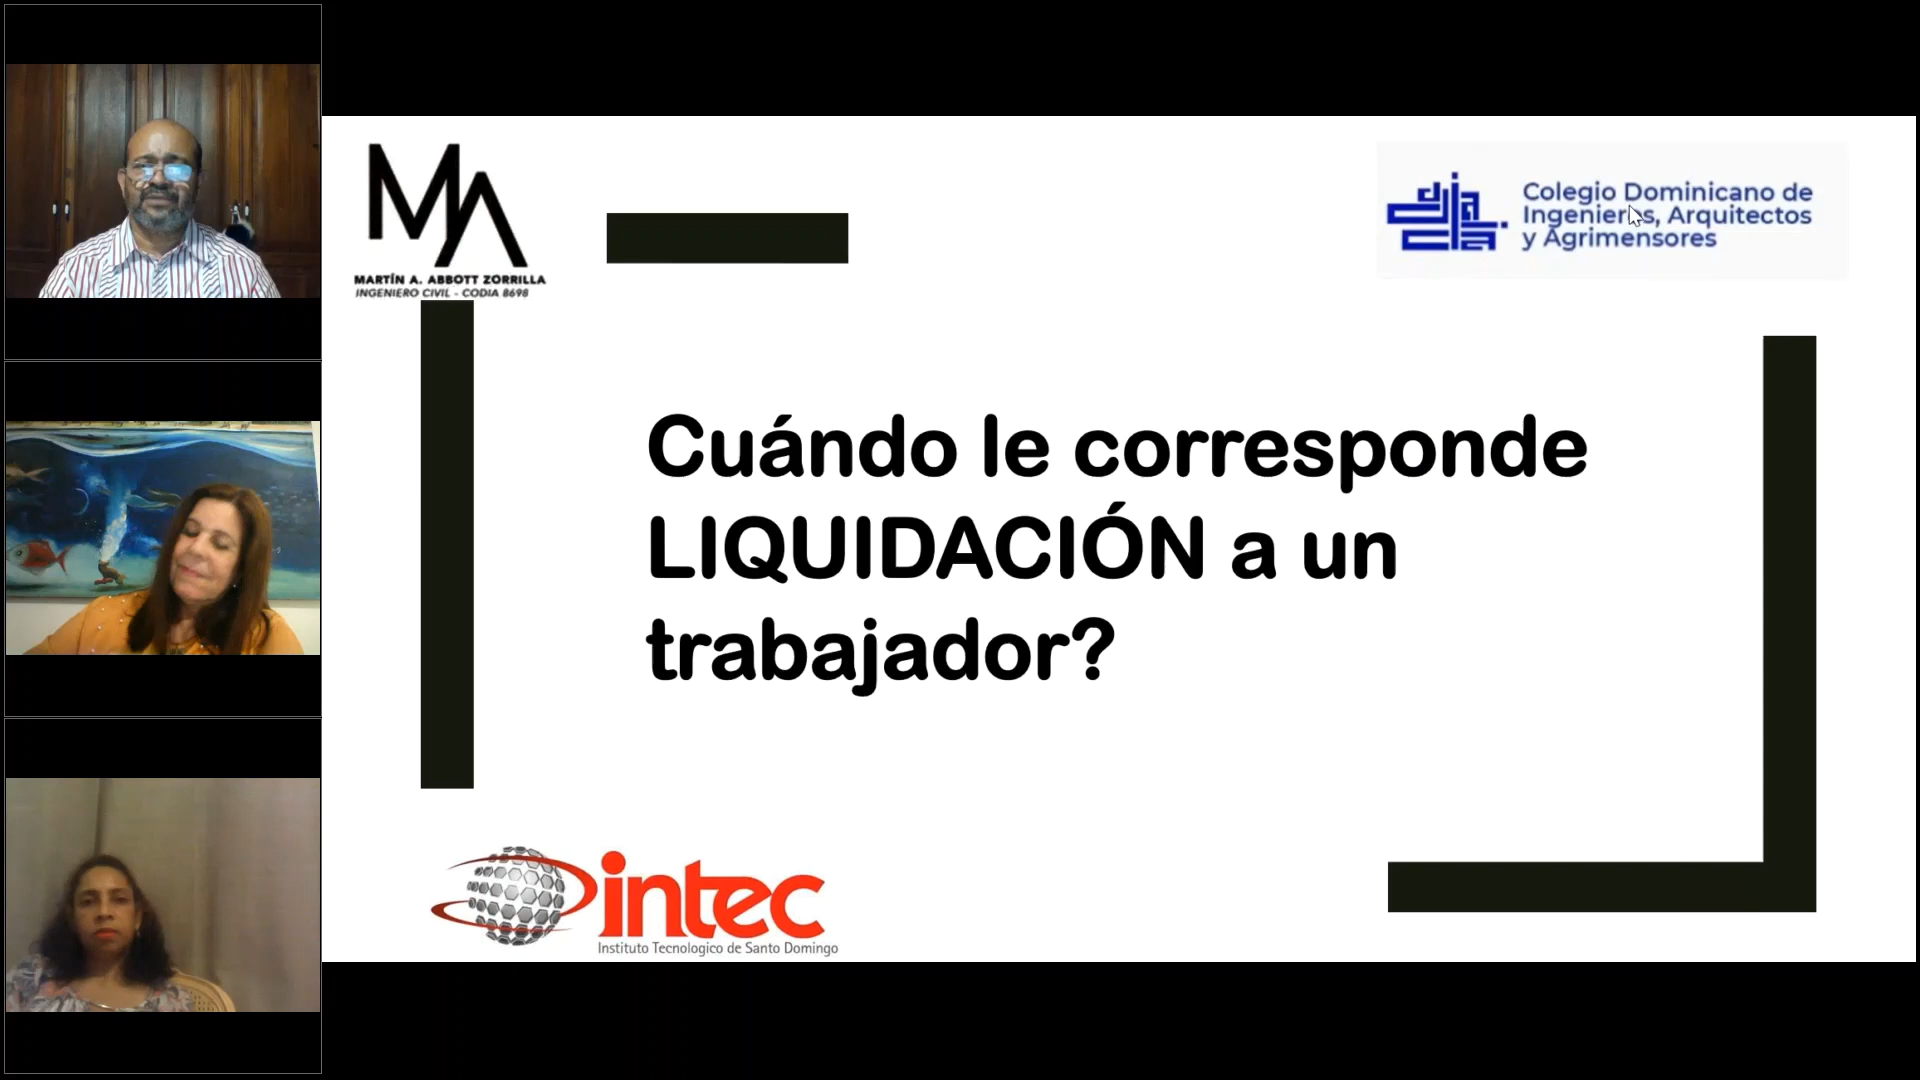 MARTÍN A. ABBOTT ZORRILLA
INGENIERO CIVIL - CODIA 8698
Colegio Dominicano de
Ingenieros, Arquitectos
y Agrimensores
Cuándo le corresponde
LIQUIDACIÓN a un
trabajador?
intec
Instituto Tecnologico de Santo Domingo